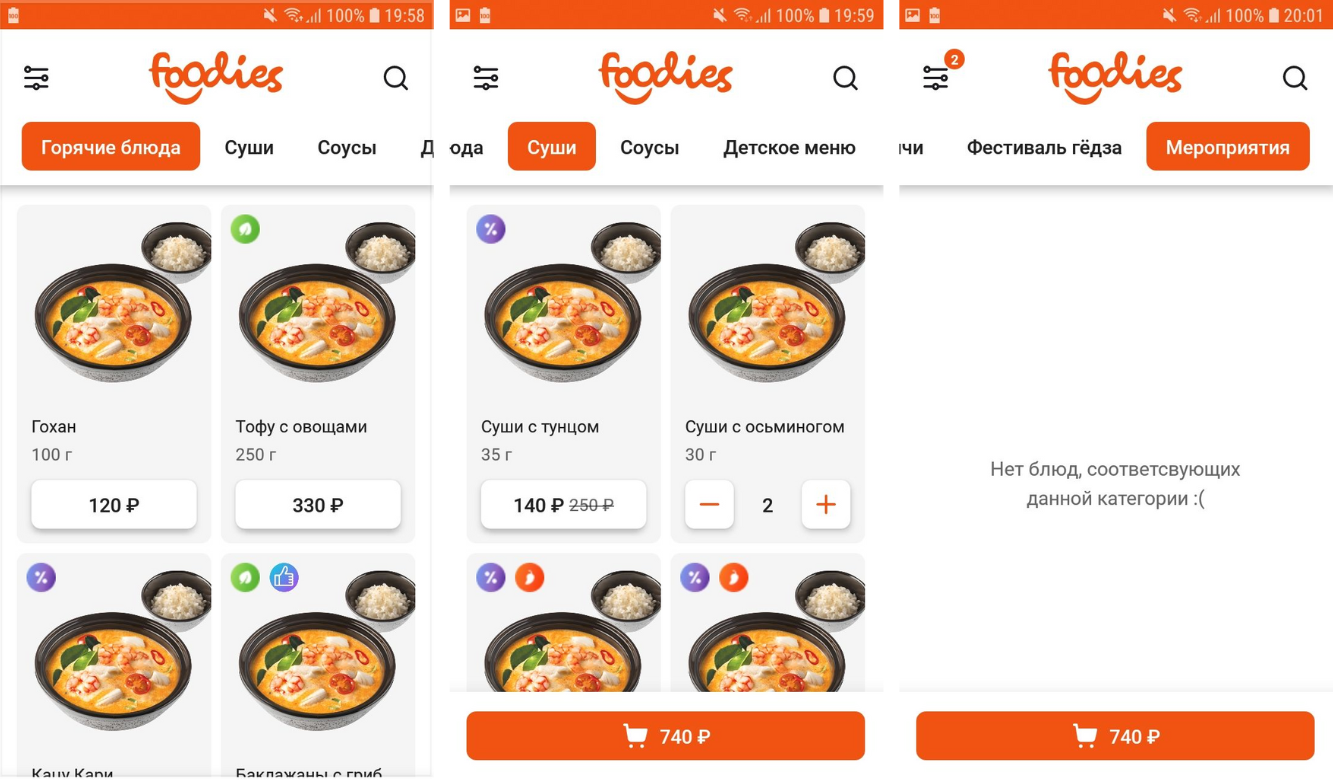 100% 19:58
foodies
Горячие блюда Суши Соусы Д
Гохан
100 г
120 ₽
Тофу с овощами
250 г
330 ₽
Кацу Кари
Баклажаны с гриб
100% 19:59
foodies
юда Суши Соусы Детское меню
Суши с тунцом
35 г
140 ₽ 250 ₽
Суши с осьминогом
30 г
2
740 ₽
100% 20:01
2
foodies
чи Фестиваль гёдза Мероприятия
Нет блюд, соответсвующих
данной категории :(
740 ₽